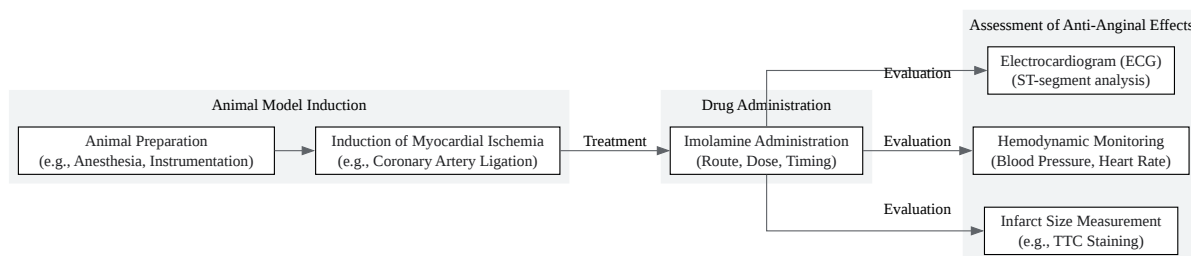 Assessment of Anti-Anginal Effects
Electrocardiogram (ECG)
(ST-segment analysis)
Evaluation
Animal Model Induction
Drug Administration
Animal Preparation
(e.g., Anesthesia, Instrumentation)
Induction of Myocardial Ischemia
(e.g., Coronary Artery Ligation)
Treatment
Imolamine Administration
(Route, Dose, Timing)
Evaluation
Hemodynamic Monitoring
(Blood Pressure, Heart Rate)
Evaluation
Infarct Size Measurement
(e.g., TTC Staining)